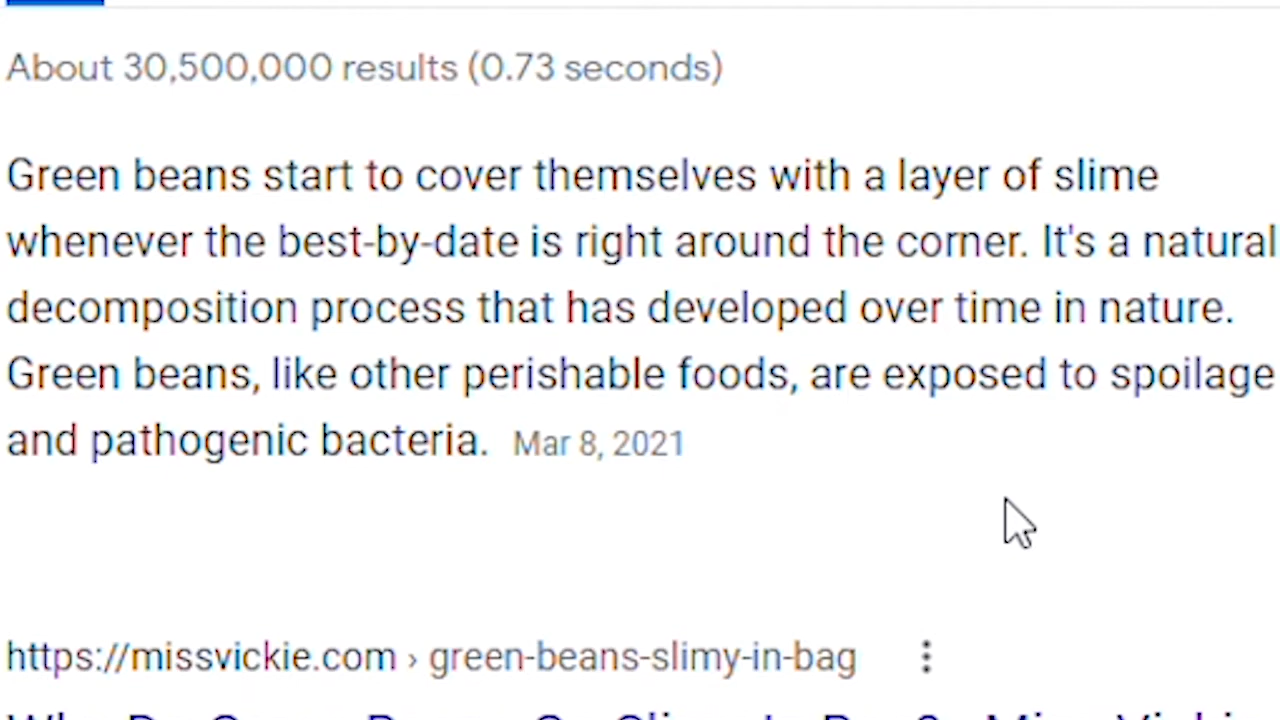 About 30,500,000 results (0.73 seconds)
Green beans start to cover themselves with a layer of slime
whenever the best-by-date is right around the corner. It's a natural
decomposition process that has developed over time in nature.
Green beans, like other perishable foods, are exposed to spoilage
and pathogenic bacteria. Mar 8, 2021
https://missvickie.com › green-beans-slimy-in-bag